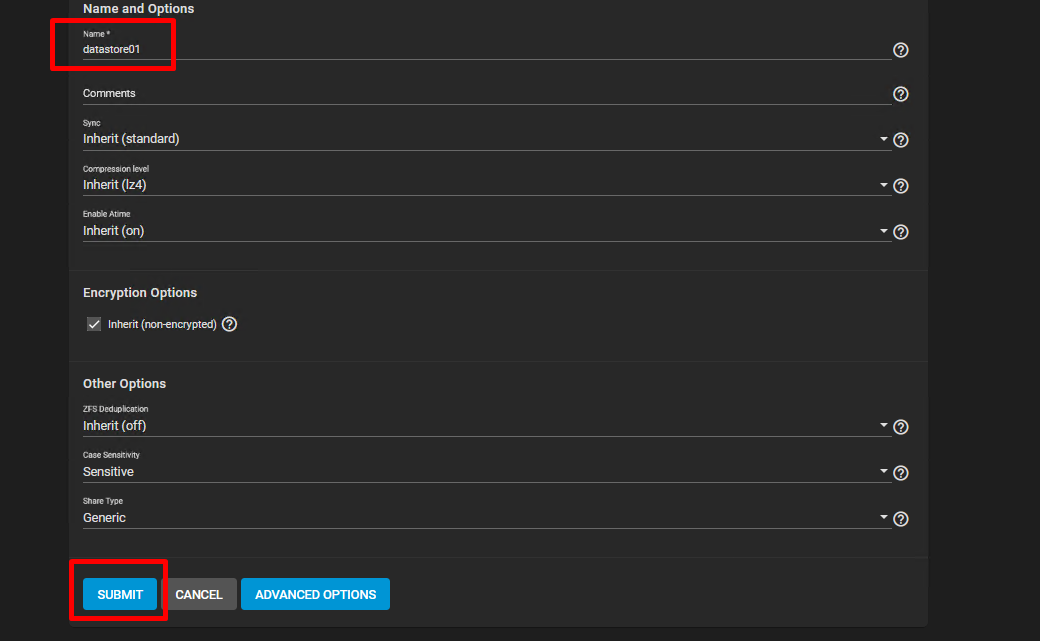 Name and Options
Name *
datastore01
Comments
Sync
Inherit (standard)
Compression level
Inherit (lz4)
Enable Atime
Inherit (on)
Encryption Options
Inherit (non-encrypted)
Other Options
ZFS Deduplication
Inherit (off)
Case Sensitivity
Sensitive
Share Type
Generic
SUBMIT CANCEL ADVANCED OPTIONS